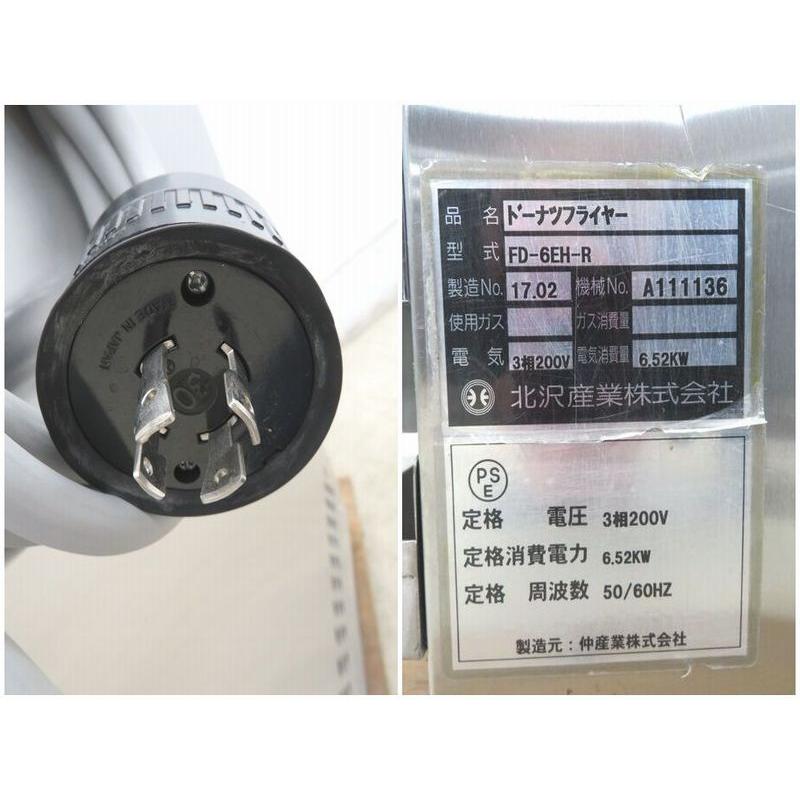 MADE IN JAPAN
30
品名 ドーナツフライヤー
型式 FD-6EH-R
製造No. 17.02 機械No. A111136
使用ガス ガス消費量
電気 3相200V 電気消費量 6.52KW
北沢産業株式会社
PS
E
定格 電圧 3相200V
定格消費電力 6.52KW
定格 周波数 50/60HZ
製造元：仲産業株式会社